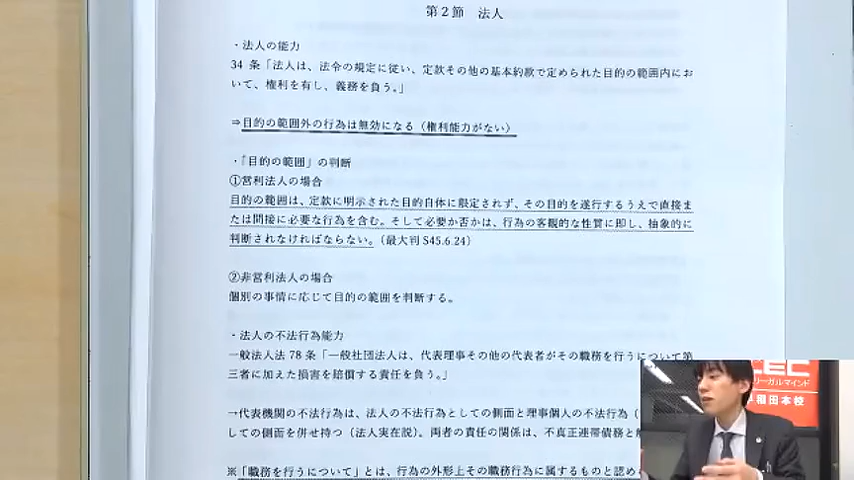 第2節　法人
・法人の能力
34 条「法人は、法令の規定に従い、定款その他の基本約款で定められた目的の範囲内にお
いて、権利を有し、義務を負う。」
⇒目的の範囲外の行為は無効になる（権利能力がない）
・「目的の範囲」の判断
①営利法人の場合
目的の範囲は、定款に明示された目的自体に限定されず、その目的を遂行するうえで直接ま
たは間接に必要な行為を含む。そして必要か否かは、行為の客観的な性質に即し、抽象的に
判断されなければならない。（最大判 S45.6.24）
②非営利法人の場合
個別の事情に応じて目的の範囲を判断する。
・法人の不法行為能力
一般法人法 78 条「一般社団法人は、代表理事その他の代表者がその職務を行うについて第
三者に加えた損害を賠償する責任を負う。」
→代表機関の不法行為は、法人の不法行為としての側面と理事個人の不法行為（
しての側面を併せ持つ（法人実在説）。両者の責任の関係は、不真正連帯債務と
※「職務を行うについて」とは、行為の外形上その職務行為に属するものと認め
リーガルマインド
稲田本校